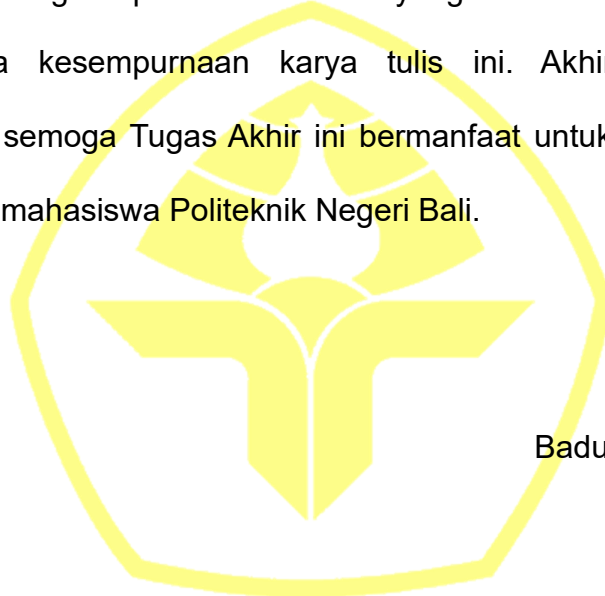 a kesempurnaan karya tulis ini. Akhir
semoga Tugas Akhir ini bermanfaat untuk
mahasiswa Politeknik Negeri Bali.
Badu